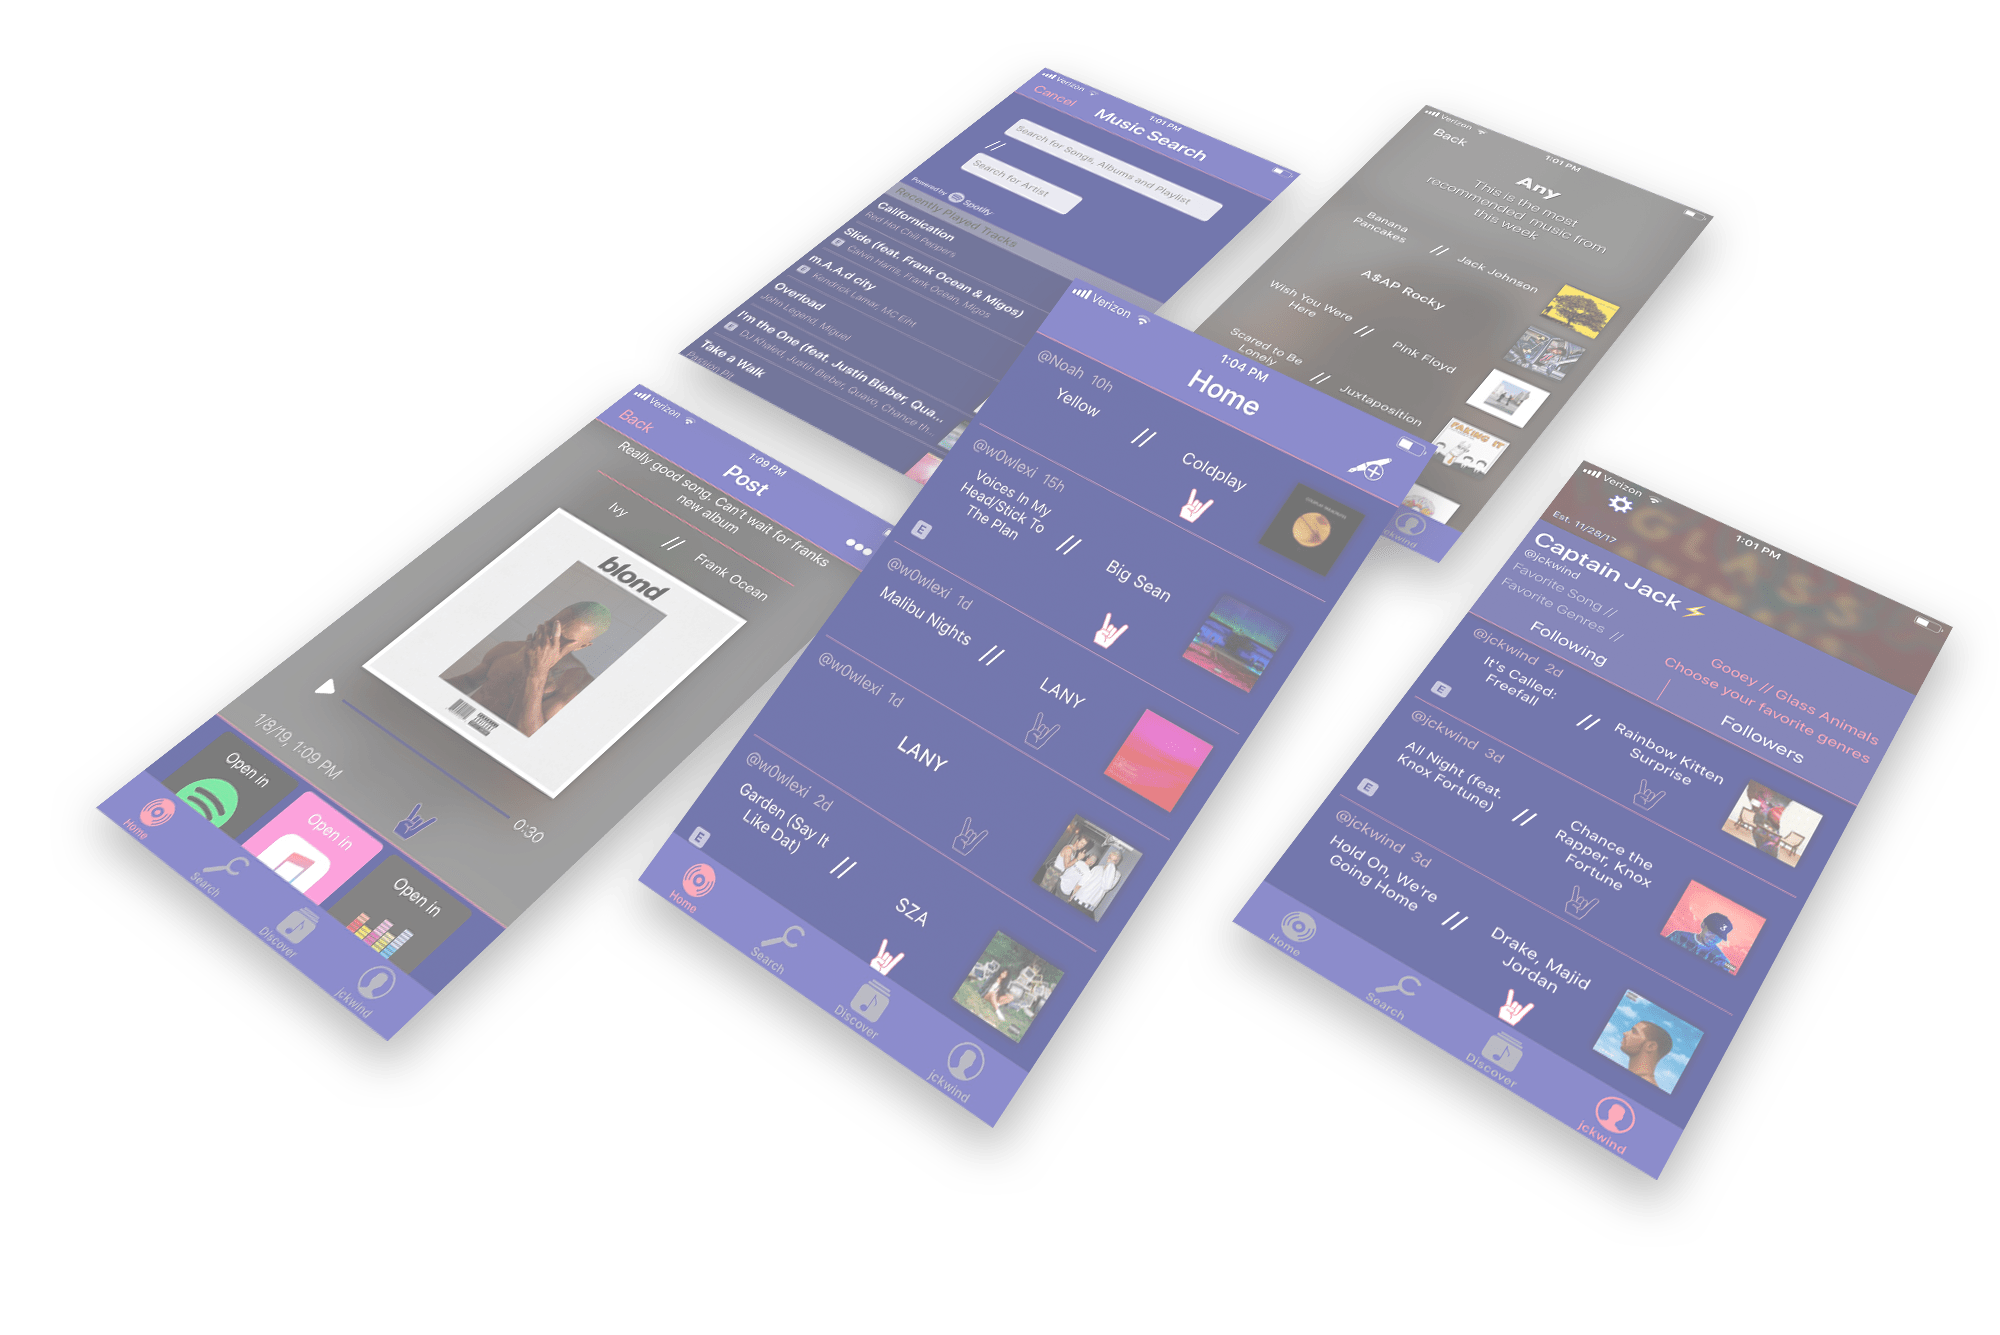 Verizon
1:01 PM
Cancel
Music Search
Search for Songs, Albums and Playlist
//
Search for Artist
Powered by Spotify
Recently Played Tracks
Californication
Red Hot Chili Peppers
Slide (feat. Frank Ocean & Migos)
E Calvin Harris, Frank Ocean, Migos
m.A.A.d city
E Kendrick Lamar, MC Eiht
Overload
John Legend, Miguel
I'm the One (feat. Justin Bieber, Qua...
E DJ Khaled, Justin Bieber, Quavo, Chance th...
Take a Walk
Passion Pit
Verizon
1:01 PM
Back
Any
This is the most
recommended music from
this week
Banana
Pancakes
//
Jack Johnson
A$AP Rocky
Wish You Were
Here
//
Pink Floyd
Scared to Be
Lonely
//
Juxtaposition
FAKING IT
jckwind
Verizon
1:09 PM
Back
Post
Really good song. Can't wait for franks
new album
Ivy
//
Frank Ocean
blond
1/8/19, 1:09 PM
0:30
Open in
Open in
Open in
Home
Search
Discover
jckwind
Verizon
1:04 PM
Home
@Noah 10h
Yellow
//
Coldplay
@w0wlexi 15h
Voices In My
Head/Stick To
The Plan
E
//
Big Sean
@w0wlexi 1d
Malibu Nights
//
LANY
@w0wlexi 1d
LANY
@w0wlexi 2d
Garden (Say It
Like Dat)
E
//
SZA
Home
Search
Discover
jckwind
Verizon
1:01 PM
GLASS
Est. 11/28/17
Captain Jack⚡
@jckwind
Favorite Song //
Gooey // Glass Animals
Favorite Genres //
Choose your favorite genres
Following
Followers
@jckwind 2d
It's Called:
Freefall
E
//
Rainbow Kitten
Surprise
@jckwind 3d
All Night (feat.
Knox Fortune)
E
//
Chance the
Rapper, Knox
Fortune
@jckwind 3d
Hold On, We're
Going Home
//
Drake, Majid
Jordan
Home
Search
Discover
jckwind